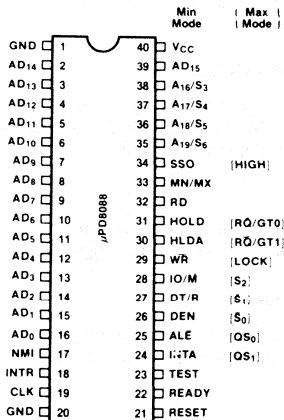 Min Mode ( Max Mode )
GND 1 40 VCC
AD14 2 39 AD15
AD13 3 38 A16/S3
AD12 4 37 A17/S4
AD11 5 36 A18/S5
AD10 6 35 A19/S6
AD9 7 34 SSO [HIGH]
AD8 8 33 MN/MX
AD7 9 32 RD
AD6 10 31 HOLD [RQ/GT0]
AD5 11 30 HLDA [RQ/GT1]
AD4 12 29 WR [LOCK]
AD3 13 28 IO/M [S2]
AD2 14 27 DT/R [S1]
AD1 15 26 DEN [S0]
AD0 16 25 ALE [QS0]
NMI 17 24 INTA [QS1]
INTR 18 23 TEST
CLK 19 22 READY
GND 20 21 RESET
μPD8088